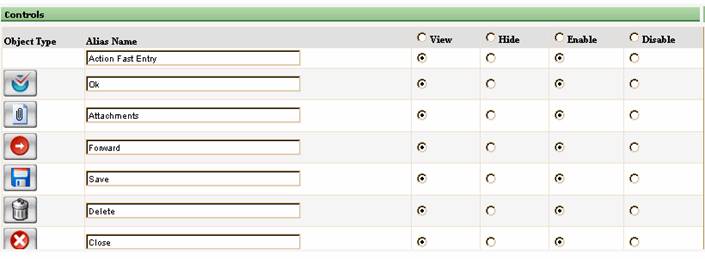 Controls
Object Type Alias Name View Hide Enable Disable
Action Fast Entry
Ok
Attachments
Forward
Save
Delete
Close